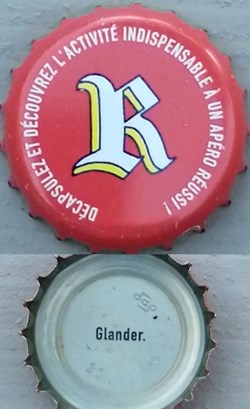 DÉCAPSULEZ ET DÉCOUVREZ L'ACTIVITÉ INDISPENSABLE À UN APÉRO RÉUSSI !
R
Glander.